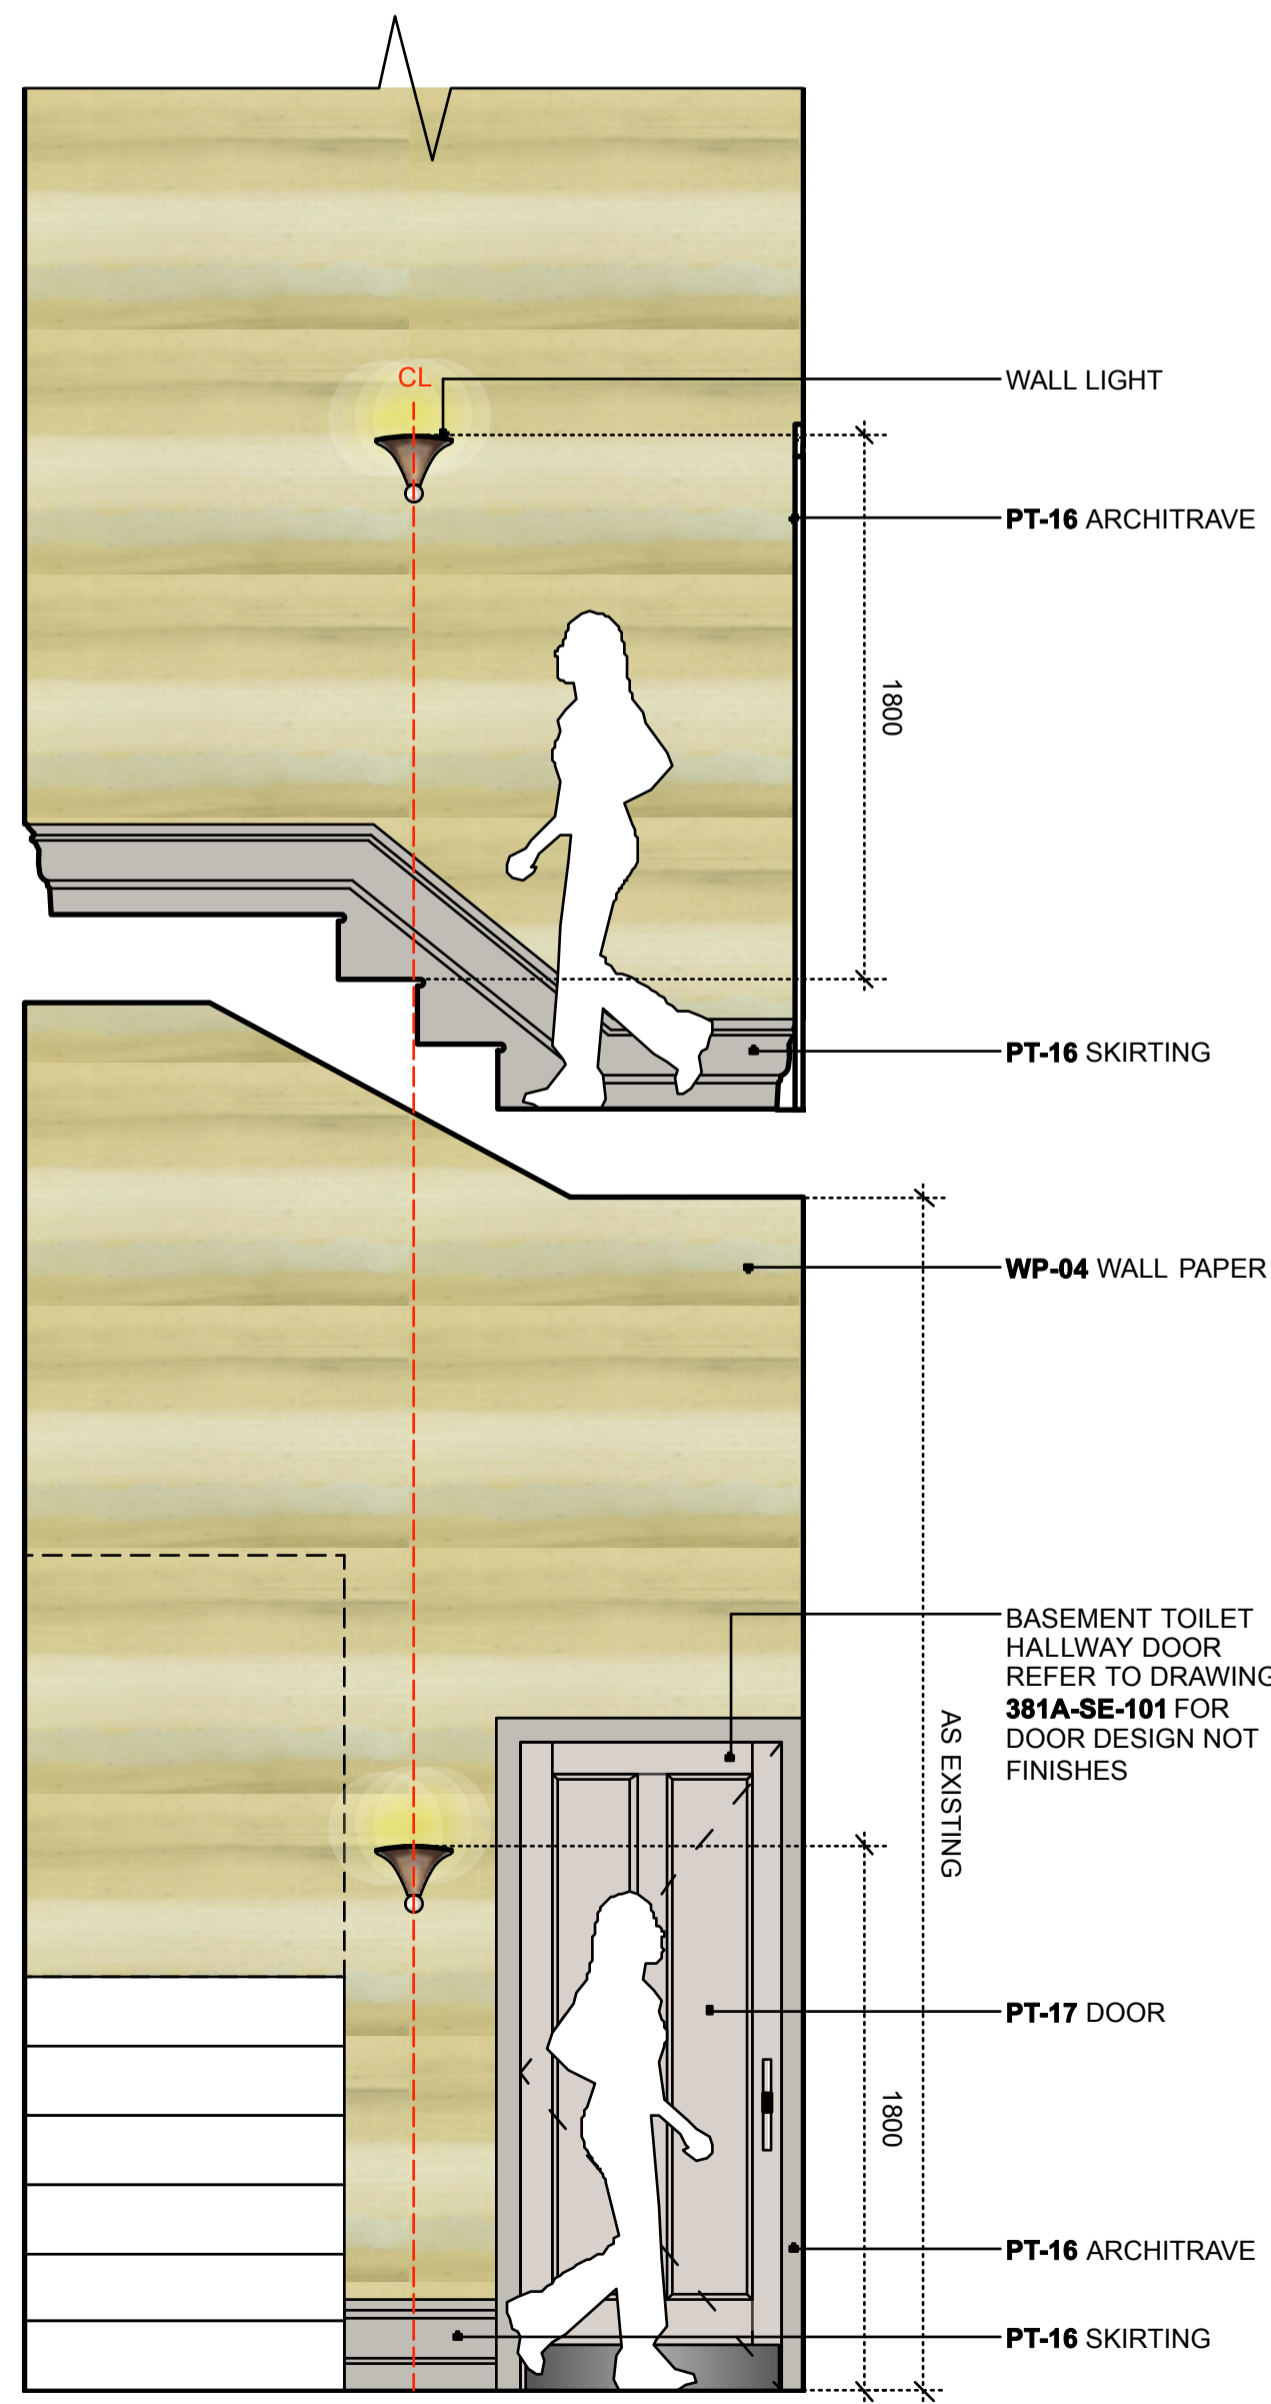 CL
WALL LIGHT
PT-16 ARCHITRAVE
1800
PT-16 SKIRTING
WP-04 WALL PAPER
BASEMENT TOILET
HALLWAY DOOR
REFER TO DRAWING
381A-SE-101 FOR
DOOR DESIGN NOT
FINISHES
AS EXISTING
PT-17 DOOR
1800
PT-16 ARCHITRAVE
PT-16 SKIRTING